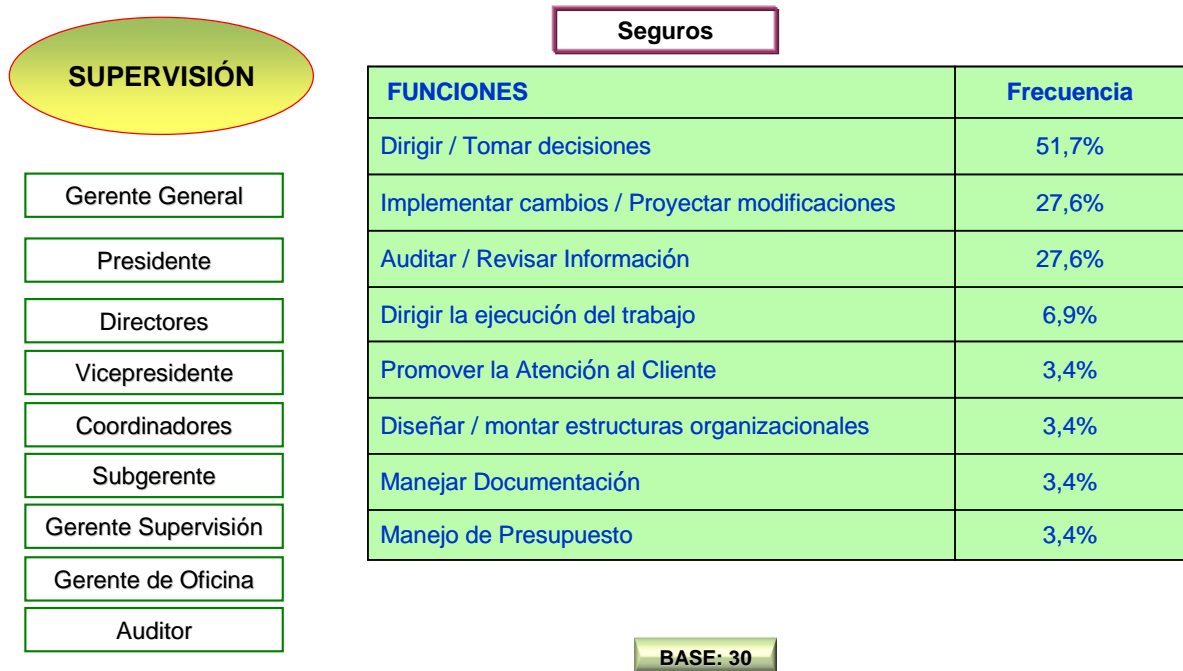 Seguros
SUPERVISIÓN
Gerente General
Presidente
Directores
Vicepresidente
Coordinadores
Subgerente
Gerente Supervisión
Gerente de Oficina
Auditor
FUNCIONES Frecuencia
Dirigir / Tomar decisiones 51,7%
Implementar cambios / Proyectar modificaciones 27,6%
Auditar / Revisar Información 27,6%
Dirigir la ejecución del trabajo 6,9%
Promover la Atención al Cliente 3,4%
Diseñar / montar estructuras organizacionales 3,4%
Manejar Documentación 3,4%
Manejo de Presupuesto 3,4%
BASE: 30